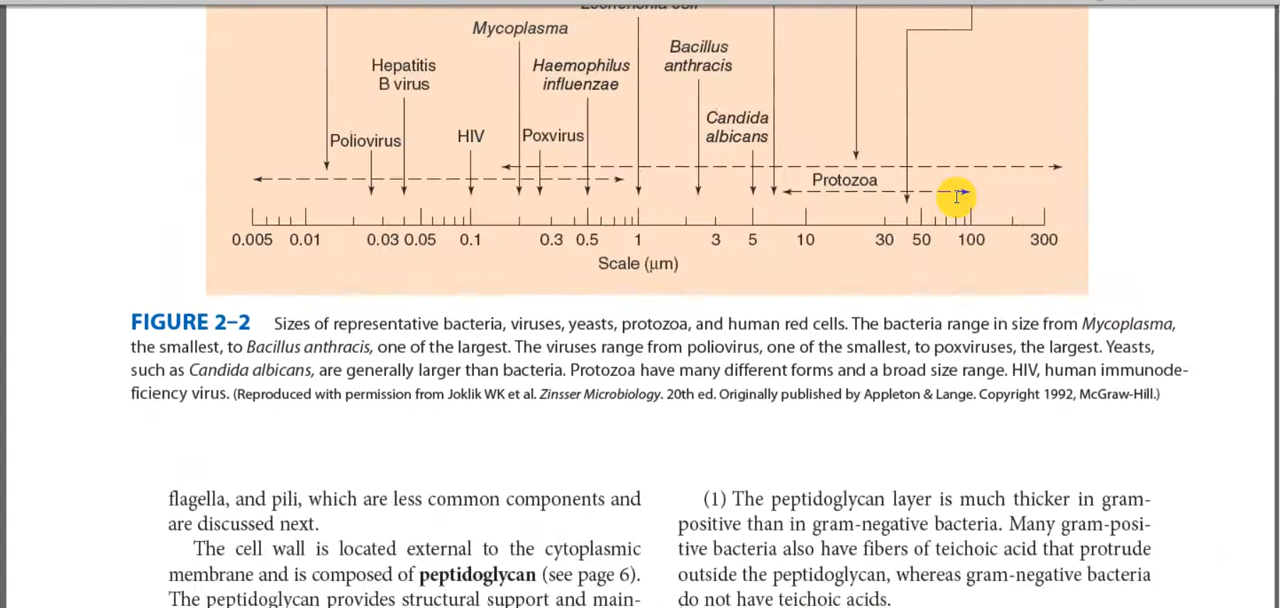 Mycoplasma
Bacillus
anthracis
Hepatitis
B virus
Haemophilus
influenzae
Candida
albicans
Poliovirus
HIV
Poxvirus
Protozoa
0.005 0.01 0.03 0.05 0.1 0.3 0.5 1 3 5 10 30 50 100 300
Scale (μm)
FIGURE 2–2 Sizes of representative bacteria, viruses, yeasts, protozoa, and human red cells. The bacteria range in size from Mycoplasma,
the smallest, to Bacillus anthracis, one of the largest. The viruses range from poliovirus, one of the smallest, to poxviruses, the largest. Yeasts,
such as Candida albicans, are generally larger than bacteria. Protozoa have many different forms and a broad size range. HIV, human immunode-
ficiency virus. (Reproduced with permission from Joklik WK et al. Zinsser Microbiology. 20th ed. Originally published by Appleton & Lange. Copyright 1992, McGraw-Hill.)
flagella, and pili, which are less common components and
are discussed next.
The cell wall is located external to the cytoplasmic
membrane and is composed of peptidoglycan (see page 6).
The peptidoglycan provides structural support and main-
(1) The peptidoglycan layer is much thicker in gram-
positive than in gram-negative bacteria. Many gram-posi-
tive bacteria also have fibers of teichoic acid that protrude
outside the peptidoglycan, whereas gram-negative bacteria
do not have teichoic acids.